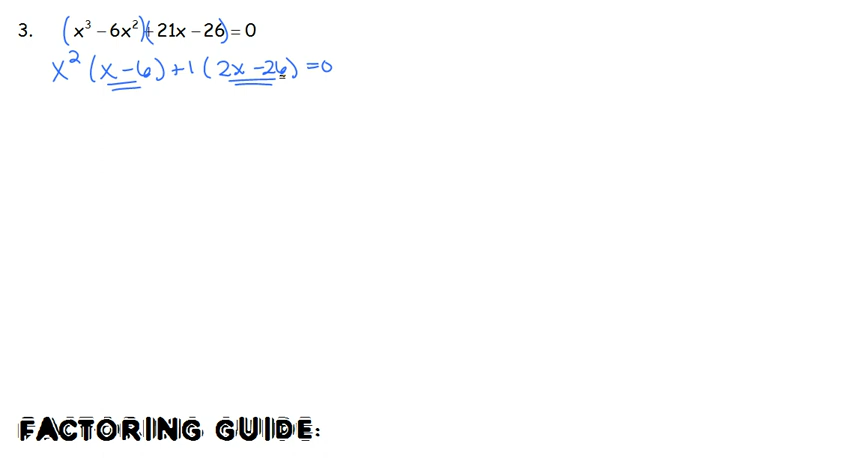 3. (x³ − 6x²)(+21x − 26) = 0
x² (x − 6) + 1 (2x − 26) = 0
FACTORING GUIDE: